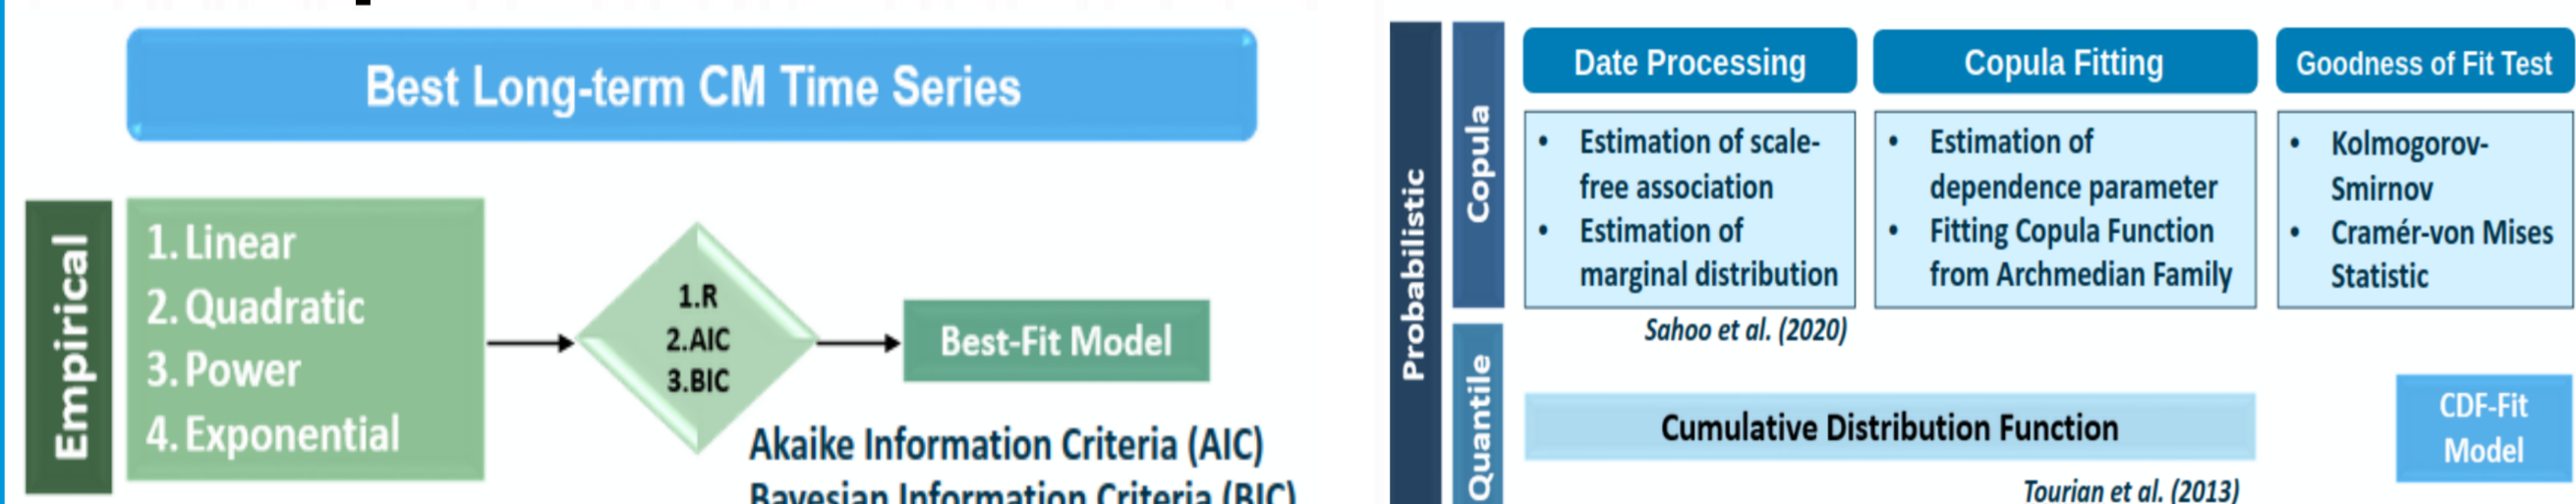 Best Long-term CM Time Series
Empirical
1. Linear
2. Quadratic
3. Power
4. Exponential
1.R
2.AIC
3.BIC
Best-Fit Model
Akaike Information Criteria (AIC)
Bayesian Information Criteria (BIC)
Probabilistic
Copula
Date Processing
• Estimation of scale-
free association
• Estimation of
marginal distribution
Sahoo et al. (2020)
Copula Fitting
• Estimation of
dependence parameter
• Fitting Copula Function
from Archmedian Family
Goodness of Fit Test
• Kolmogorov-
Smirnov
• Cramér-von Mises
Statistic
Quantile
Cumulative Distribution Function
Tourian et al. (2013)
CDF-Fit
Model